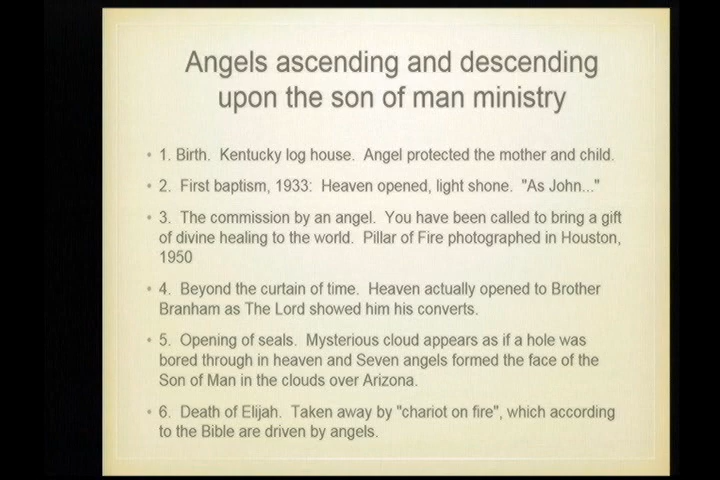 Angels ascending and descending
upon the son of man ministry
• 1. Birth. Kentucky log house. Angel protected the mother and child.
• 2. First baptism, 1933: Heaven opened, light shone. "As John..."
• 3. The commission by an angel. You have been called to bring a gift
of divine healing to the world. Pillar of Fire photographed in Houston,
1950
• 4. Beyond the curtain of time. Heaven actually opened to Brother
Branham as The Lord showed him his converts.
• 5. Opening of seals. Mysterious cloud appears as if a hole was
bored through in heaven and Seven angels formed the face of the
Son of Man in the clouds over Arizona.
• 6. Death of Elijah. Taken away by "chariot on fire", which according
to the Bible are driven by angels.